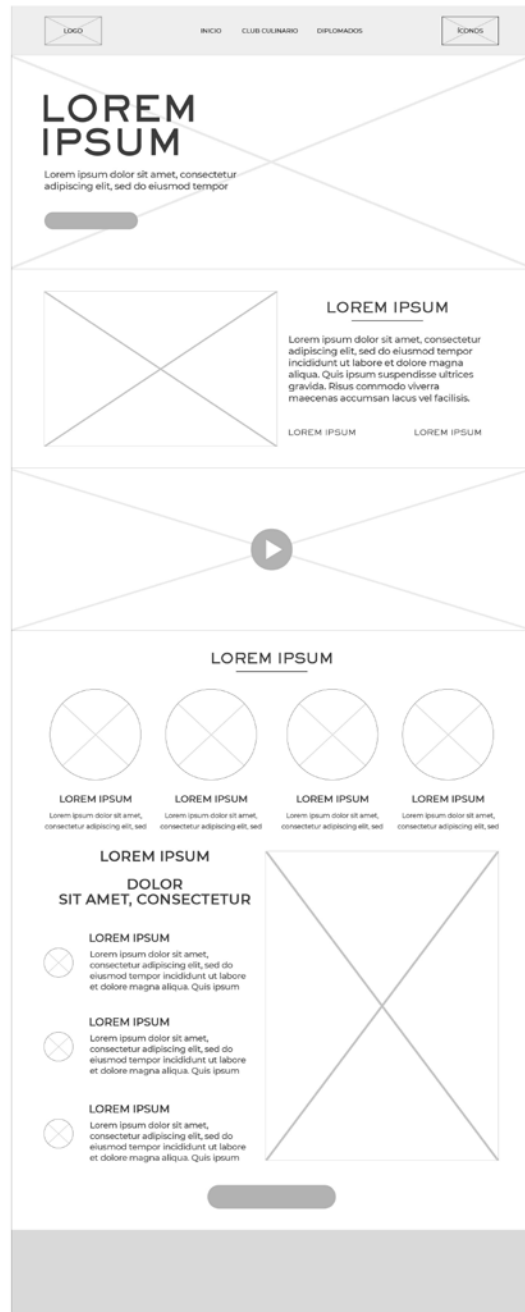 LOGO
INICIO CLUB CULINARIO DIPLOMADOS
ÍCONOS
LOREM
IPSUM
Lorem ipsum dolor sit amet, consectetur
adipiscing elit, sed do eiusmod tempor
LOREM IPSUM
Lorem ipsum dolor sit amet, consectetur
adipiscing elit, sed do eiusmod tempor
incididunt ut labore et dolore magna
aliqua. Quis ipsum suspendisse ultrices
gravida. Risus commodo viverra
maecenas accumsan lacus vel facilisis.
LOREM IPSUM
LOREM IPSUM
LOREM IPSUM
LOREM IPSUM
Lorem ipsum dolor sit amet,
consectetur adipiscing elit, sed
LOREM IPSUM
Lorem ipsum dolor sit amet,
consectetur adipiscing elit, sed
LOREM IPSUM
Lorem ipsum dolor sit amet,
consectetur adipiscing elit, sed
LOREM IPSUM
Lorem ipsum dolor sit amet,
consectetur adipiscing elit, sed
LOREM IPSUM
DOLOR
SIT AMET, CONSECTETUR
LOREM IPSUM
Lorem ipsum dolor sit amet,
consectetur adipiscing elit, sed do
eiusmod tempor incididunt ut labore
et dolore magna aliqua. Quis ipsum
LOREM IPSUM
Lorem ipsum dolor sit amet,
consectetur adipiscing elit, sed do
eiusmod tempor incididunt ut labore
et dolore magna aliqua. Quis ipsum
LOREM IPSUM
Lorem ipsum dolor sit amet,
consectetur adipiscing elit, sed do
eiusmod tempor incididunt ut labore
et dolore magna aliqua. Quis ipsum